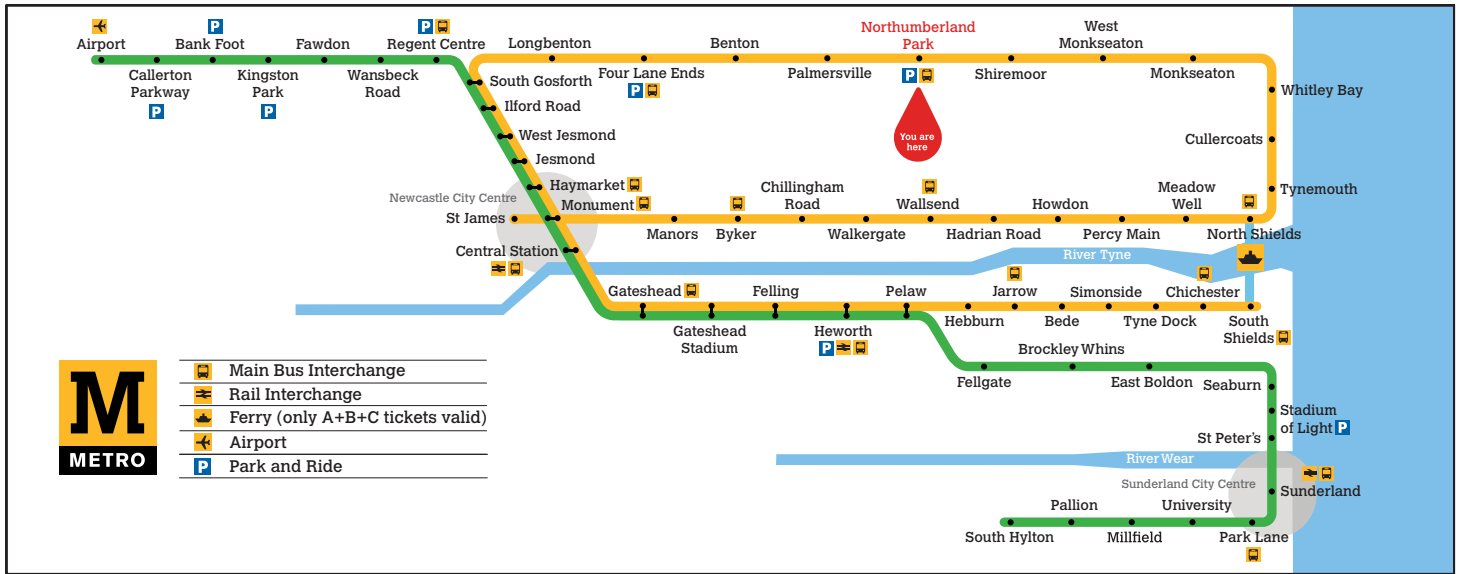 Airport
Callerton
Parkway
P
Bank Foot
P
Kingston
Park
P
Fawdon
Wansbeck
Road
Regent Centre
P
South Gosforth
Longbenton
Four Lane Ends
P
Benton
Palmersville
Northumberland
Park
P
You are
here
Shiremoor
West
Monkseaton
Monkseaton
Whitley Bay
Cullercoats
Tynemouth
Ilford Road
West Jesmond
Jesmond
Newcastle City Centre
Haymarket
Monument
St James
Central Station
Manors
Byker
Chillingham
Road
Walkergate
Wallsend
Hadrian Road
Howdon
Percy Main
Meadow
Well
North Shields
River Tyne
Gateshead
Gateshead
Stadium
Felling
Heworth
P
Pelaw
Hebburn
Jarrow
Bede
Simonside
Tyne Dock
Chichester
South
Shields
Fellgate
Brockley Whins
East Boldon
Seaburn
Stadium
of Light P
St Peter's
River Wear
Sunderland City Centre
Sunderland
Park Lane
University
Millfield
Pallion
South Hylton
M
METRO
Main Bus Interchange
Rail Interchange
Ferry (only A+B+C tickets valid)
Airport
P Park and Ride